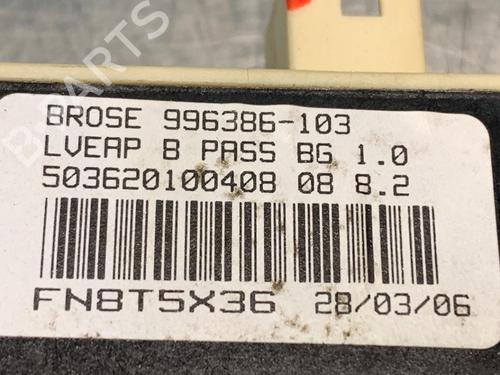 BROSE 996386-103
LVEAP B PASS BG 1.0
503620100408 08 8.2
FN8T5X36 28/03/06